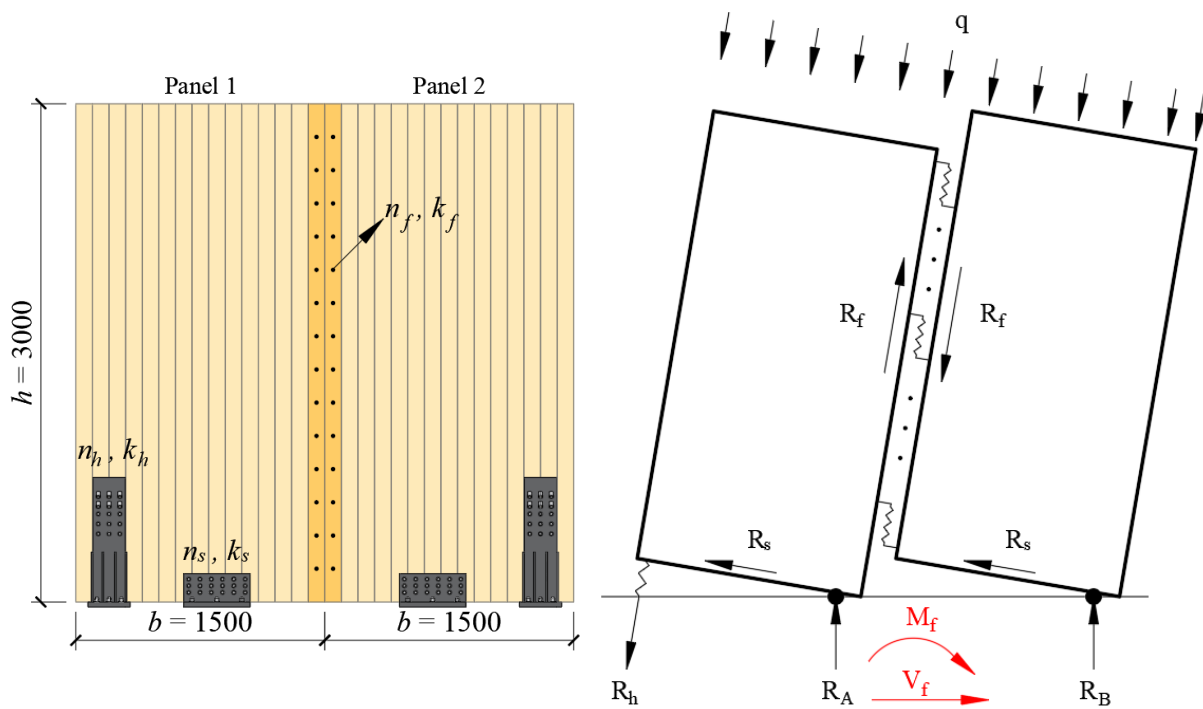 Panel 1
Panel 2
h = 3000
n_f , k_f
n_h , k_h
n_s , k_s
b = 1500
b = 1500
q
R_f
R_f
R_s
R_s
R_h
R_A
M_f
V_f
R_B